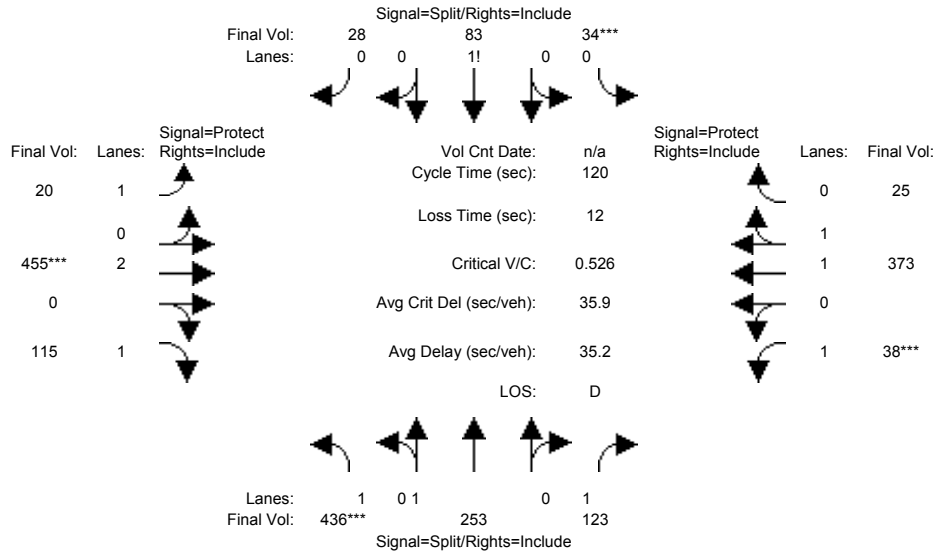 Signal=Split/Rights=Include
Final Vol: 28 83 34***
Lanes: 0 0 1! 0 0
Signal=Protect Signal=Protect
Final Vol: Lanes: Rights=Include Vol Cnt Date: n/a Rights=Include Lanes: Final Vol:
Cycle Time (sec): 120
20 1 0 25
Loss Time (sec): 12
0 1
455*** 2 Critical V/C: 0.526 1 373
0 Avg Crit Del (sec/veh): 35.9 0
115 1 Avg Delay (sec/veh): 35.2 1 38***
LOS: D
Lanes: 1 0 1 0 1
Final Vol: 436*** 253 123
Signal=Split/Rights=Include